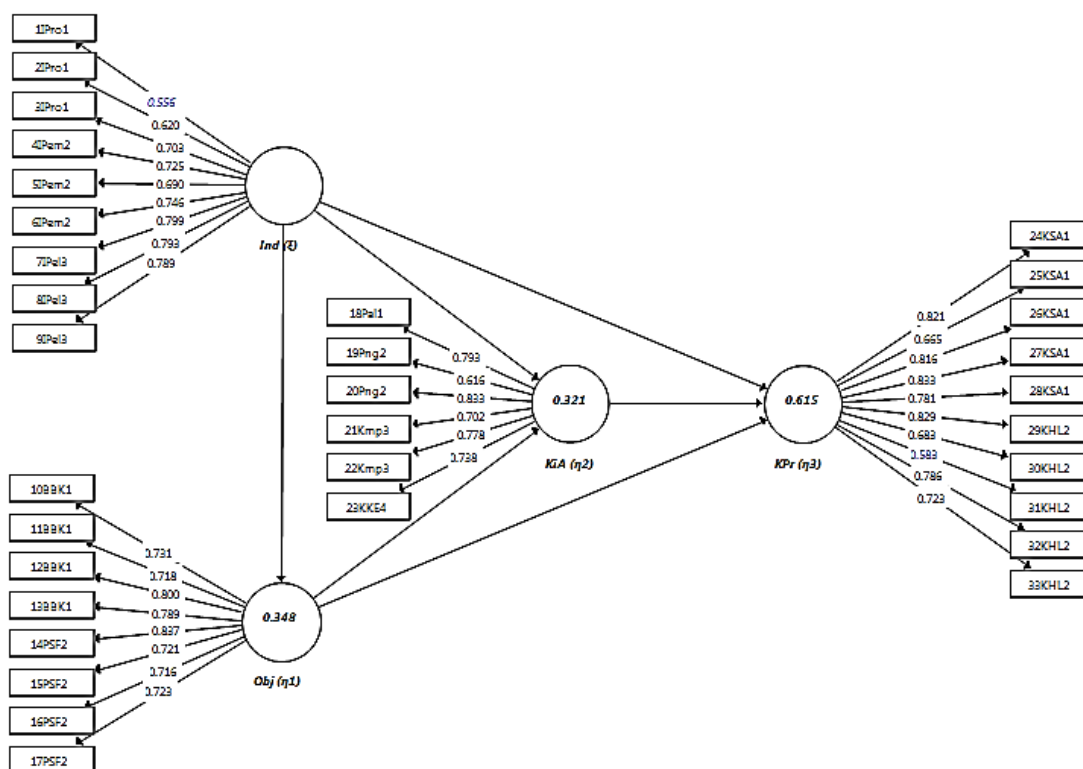 1IPro1
2IPro1
3IPro1
4IPem2
5IPem2
6IPem2
7IPel3
8IPel3
9IPel3
0.556
0.620
0.703
0.725
0.690
0.746
0.799
0.793
0.789
Ind (ξ)
18Pal1
19Png2
20Png2
21Kmp3
22Kmp3
23KKE4
0.793
0.616
0.833
0.702
0.778
0.738
0.321
KiA (η2)
0.615
KPr (η3)
0.821
0.665
0.816
0.833
0.781
0.829
0.683
0.583
0.786
0.723
24KSA1
25KSA1
26KSA1
27KSA1
28KSA1
29KHL2
30KHL2
31KHL2
32KHL2
33KHL2
10BBK1
11BBK1
12BBK1
13BBK1
14PSF2
15PSF2
16PSF2
17PSF2
0.731
0.718
0.800
0.789
0.837
0.721
0.716
0.723
0.348
Obj (η1)